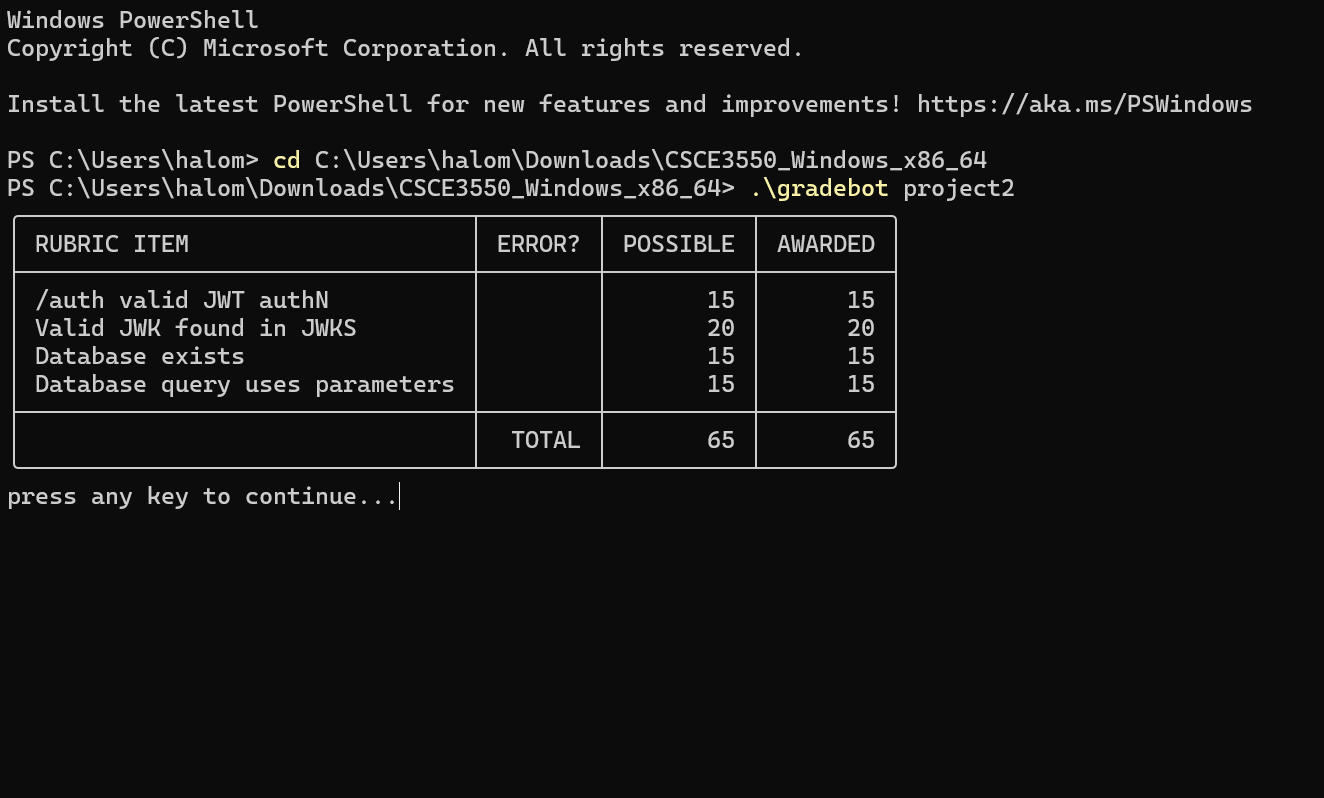 Windows PowerShell
Copyright (C) Microsoft Corporation. All rights reserved.
Install the latest PowerShell for new features and improvements! https://aka.ms/PSWindows
PS C:\Users\halom> cd C:\Users\halom\Downloads\CSCE3550_Windows_x86_64
PS C:\Users\halom\Downloads\CSCE3550_Windows_x86_64> .\gradebot project2
RUBRIC ITEM ERROR? POSSIBLE AWARDED
/auth valid JWT authN 15 15
Valid JWK found in JWKS 20 20
Database exists 15 15
Database query uses parameters 15 15
TOTAL 65 65
press any key to continue...